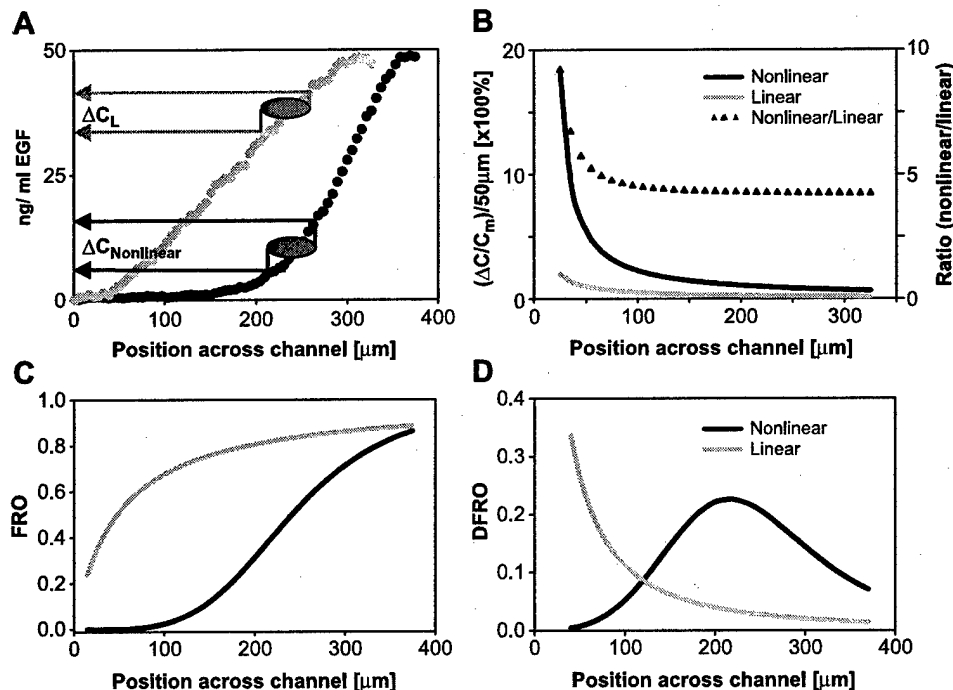 A
50
25
0
ng/ ml EGF
ΔC_L
ΔC_Nonlinear
0 100 200 300 400
Position across channel [μm]
B
20
10
0
(ΔC/C_m)/50μm [x100%]
Nonlinear
Linear
Nonlinear/Linear
10
5
0
Ratio (nonlinear/linear)
0 100 200 300
Position across channel [μm]
C
1.0
0.8
0.6
0.4
0.2
0.0
FRO
0 100 200 300 400
Position across channel [μm]
D
0.4
0.3
0.2
0.1
0.0
DFRO
Nonlinear
Linear
0 100 200 300 400
Position across channel [μm]